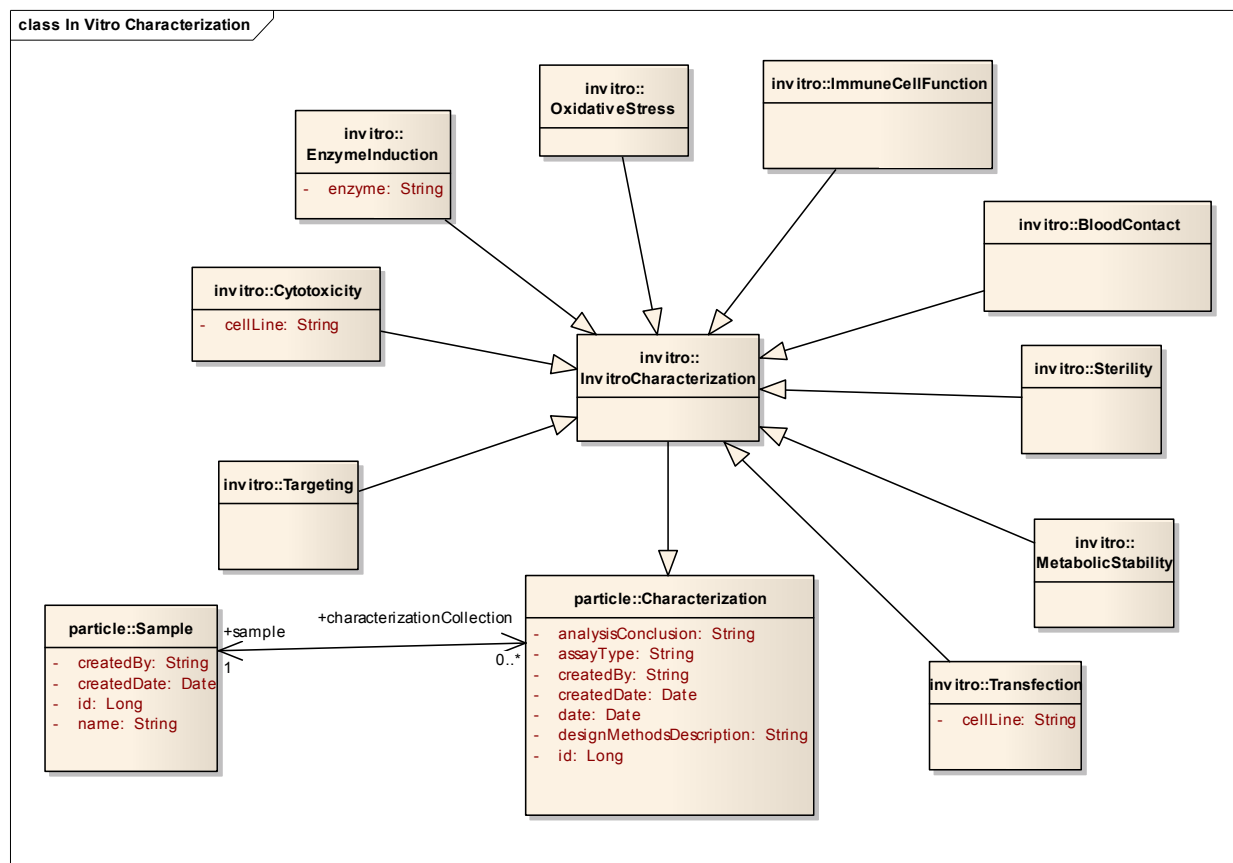 class In Vitro Characterization
invitro::
OxidativeStress
invitro::ImmuneCellFunction
invitro::
EnzymeInduction
- enzyme: String
invitro::BloodContact
invitro::Cytotoxicity
- cellLine: String
invitro::
InvitroCharacterization
invitro::Sterility
invitro::Targeting
invitro::
MetabolicStability
particle::Sample
- createdBy: String
- createdDate: Date
- id: Long
- name: String
+sample
1
+characterizationCollection
0..*
particle::Characterization
- analysisConclusion: String
- assayType: String
- createdBy: String
- createdDate: Date
- date: Date
- designMethodsDescription: String
- id: Long
invitro::Transfection
- cellLine: String